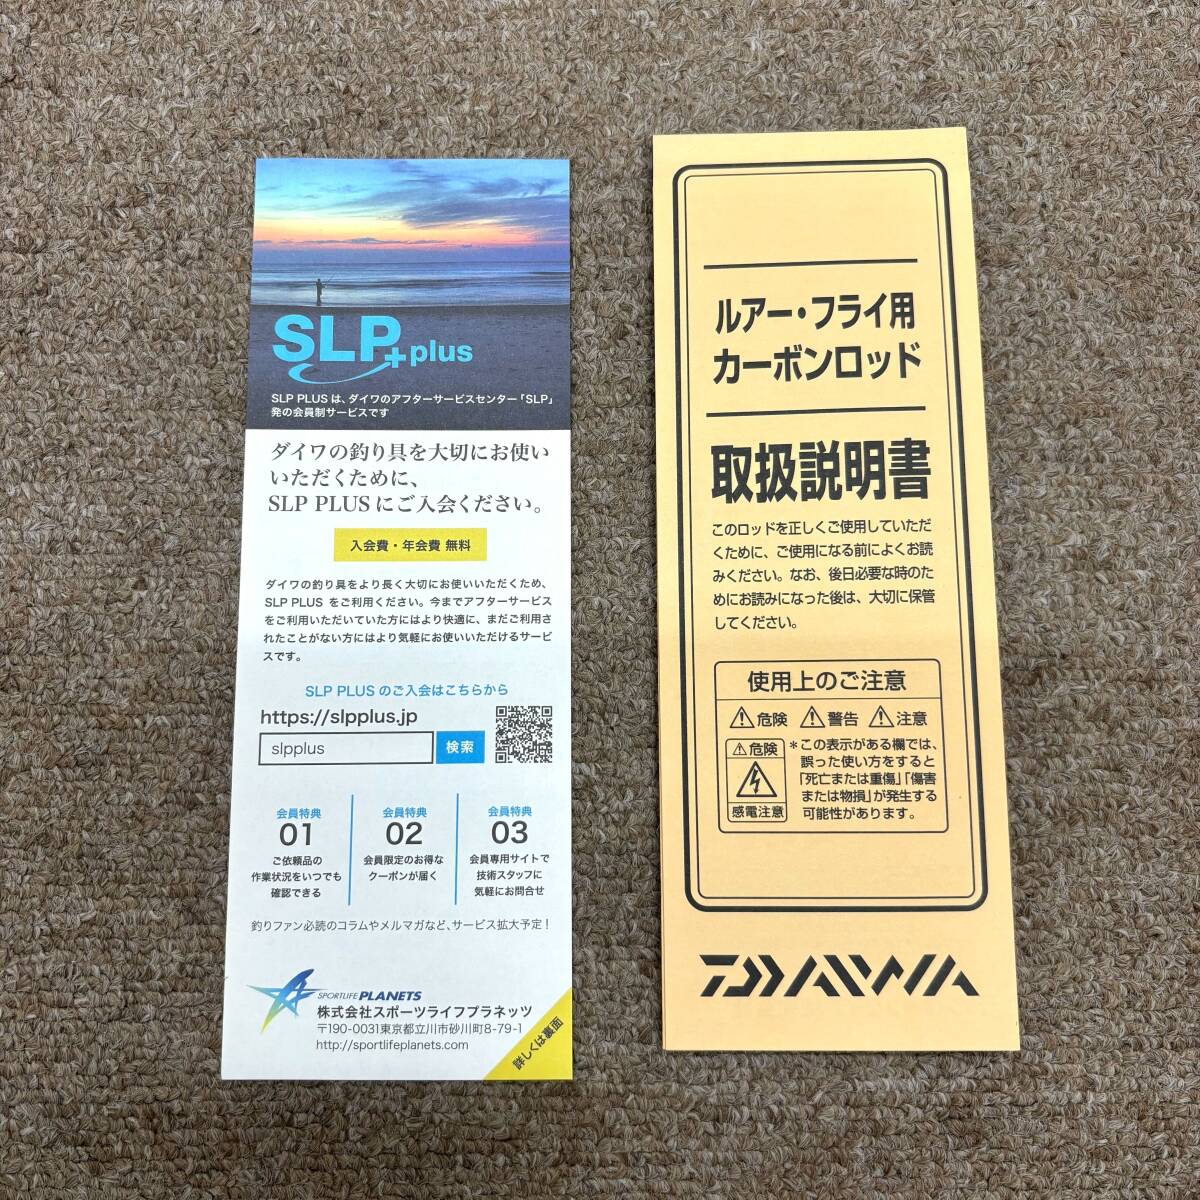 SLP+plus
SLP PLUS は、ダイワのアフターサービスセンター「SLP」
発の会員制サービスです
ダイワの釣り具を大切にお使い
いただくために、
SLP PLUS にご入会ください。
入会費・年会費 無料
ダイワの釣り具をより長く大切にお使いいただくため、
SLP PLUS をご利用ください。今までアフターサービス
をご利用いただいていた方にはより快適に、まだご利用さ
れたことがない方にはより気軽にお使いいただけるサービ
スです。
SLP PLUS のご入会はこちらから
https://slpplus.jp
slpplus 検索
会員特典
01
ご依頼品の
作業状況をいつでも
確認できる
会員特典
02
会員限定のお得な
クーポンが届く
会員特典
03
会員専用サイトで
技術スタッフに
気軽にお問合せ
釣りファン必読のコラムやメルマガなど、サービス拡大予定！
SPORTLIFE PLANETS
株式会社スポーツライフプラネッツ
〒190-0031東京都立川市砂川町8-79-1
http://sportlifeplanets.com
詳しくは裏面
ルアー・フライ用
カーボンロッド
取扱説明書
このロッドを正しくご使用していただ
くために、ご使用になる前によくお読
みください。なお、後日必要な時のた
めにお読みになった後は、大切に保管
してください。
使用上のご注意
⚠危険 ⚠警告 ⚠注意
⚠危険
感電注意
＊この表示がある欄では、
誤った使い方をすると
「死亡または重傷」「傷害
または物損」が発生する
可能性があります。
DAIWA